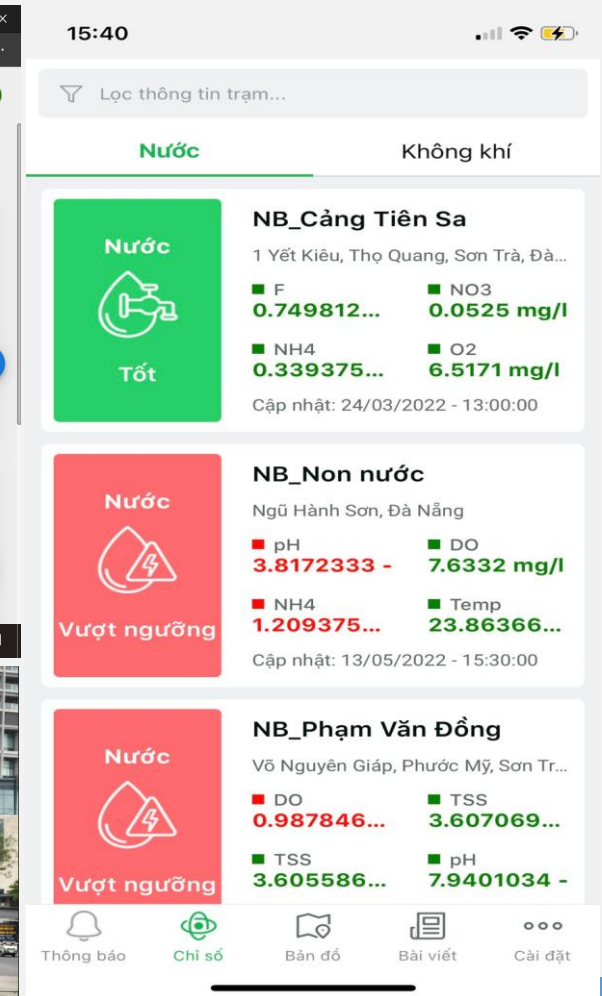 15:40
Lọc thông tin trạm...
Nước
Không khí
Nước
Tốt
NB_Cảng Tiên Sa
1 Yết Kiêu, Thọ Quang, Sơn Trà, Đà...
F
NO3
0.749812...
0.0525 mg/l
NH4
O2
0.339375...
6.5171 mg/l
Cập nhật: 24/03/2022 - 13:00:00
Nước
Vượt ngưỡng
NB_Non nước
Ngũ Hành Sơn, Đà Nẵng
pH
DO
3.8172333 -
7.6332 mg/l
NH4
Temp
1.209375...
23.86366...
Cập nhật: 13/05/2022 - 15:30:00
Nước
Vượt ngưỡng
NB_Phạm Văn Đồng
Võ Nguyên Giáp, Phước Mỹ, Sơn Tr...
DO
TSS
0.987846...
3.607069...
TSS
pH
3.605586...
7.9401034 -
Thông báo
Chỉ số
Bản đồ
Bài viết
Cài đặt